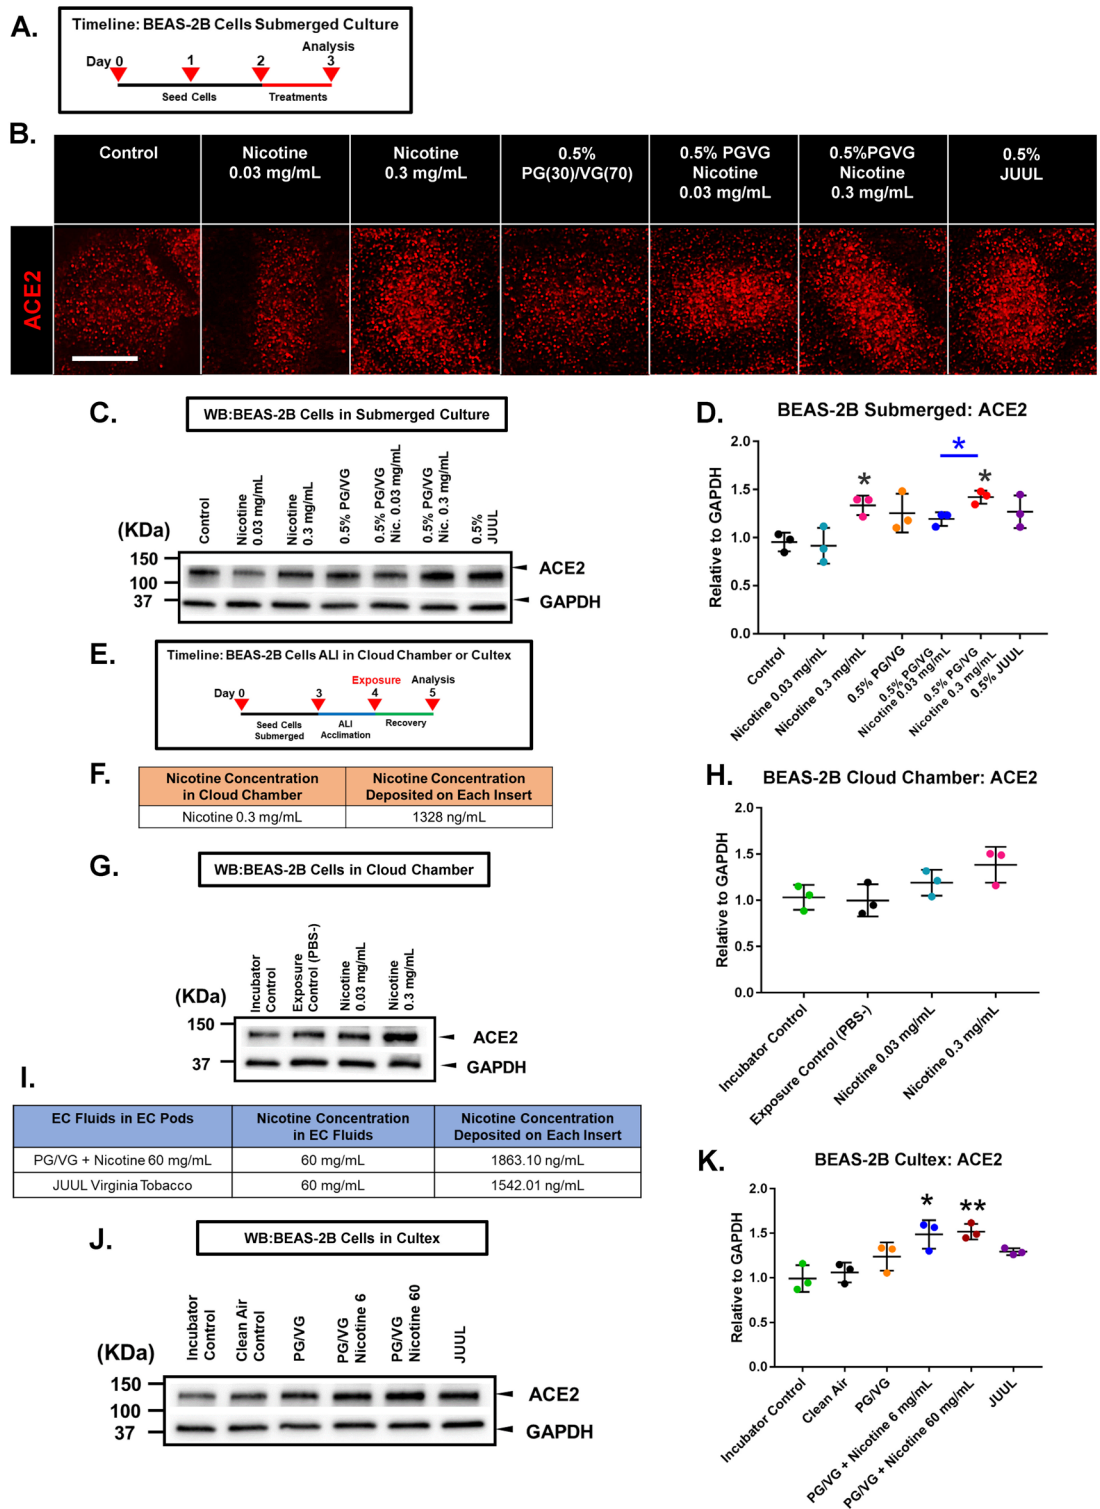 A.
Timeline: BEAS-2B Cells Submerged Culture
Analysis
Day 0 1 2 3
Seed Cells Treatments
B.
Control
Nicotine
0.03 mg/mL
Nicotine
0.3 mg/mL
0.5%
PG(30)/VG(70)
0.5% PGVG
Nicotine
0.03 mg/mL
0.5%PGVG
Nicotine
0.3 mg/mL
0.5%
JUUL
ACE2
C.
WB:BEAS-2B Cells in Submerged Culture
(KDa)
Control
Nicotine
0.03 mg/mL
Nicotine
0.3 mg/mL
0.5% PG/VG
0.5% PG/VG
Nic. 0.03 mg/mL
0.5% PG/VG
Nic. 0.3 mg/mL
0.5%
JUUL
150
100
37
ACE2
GAPDH
D.
BEAS-2B Submerged: ACE2
Relative to GAPDH
2.0
1.5
1.0
0.5
0.0
*
*
*
Control
Nicotine 0.03 mg/mL
Nicotine 0.3 mg/mL
0.5% PG/VG
0.5% PG/VG
Nicotine 0.03 mg/mL
0.5% PG/VG
Nicotine 0.3 mg/mL
0.5% JUUL
E.
Timeline: BEAS-2B Cells ALI in Cloud Chamber or Cultex
Exposure Analysis
Day 0 3 4 5
Seed Cells
Submerged
ALI
Acclimation
Recovery
F.
Nicotine Concentration
in Cloud Chamber
Nicotine Concentration
Deposited on Each Insert
Nicotine 0.3 mg/mL 1328 ng/mL
G.
WB:BEAS-2B Cells in Cloud Chamber
(KDa)
Incubator
Control
Exposure
Control (PBS-)
Nicotine
0.03 mg/mL
Nicotine
0.3 mg/mL
150
37
ACE2
GAPDH
H.
BEAS-2B Cloud Chamber: ACE2
Relative to GAPDH
2.0
1.5
1.0
0.5
0.0
Incubator Control
Exposure Control (PBS-)
Nicotine 0.03 mg/mL
Nicotine 0.3 mg/mL
I.
EC Fluids in EC Pods
Nicotine Concentration
in EC Fluids
Nicotine Concentration
Deposited on Each Insert
PG/VG + Nicotine 60 mg/mL 60 mg/mL 1863.10 ng/mL
JUUL Virginia Tobacco 60 mg/mL 1542.01 ng/mL
J.
WB:BEAS-2B Cells in Cultex
(KDa)
Incubator
Control
Clean Air
Control
PG/VG
PG/VG
Nicotine 6
PG/VG
Nicotine 60
JUUL
150
100
37
ACE2
GAPDH
K.
BEAS-2B Cultex: ACE2
Relative to GAPDH
2.0
1.5
1.0
0.5
0.0
*
**
Incubator Control
Clean Air
PG/VG
PG/VG + Nicotine 6 mg/mL
PG/VG + Nicotine 60 mg/mL
JUUL